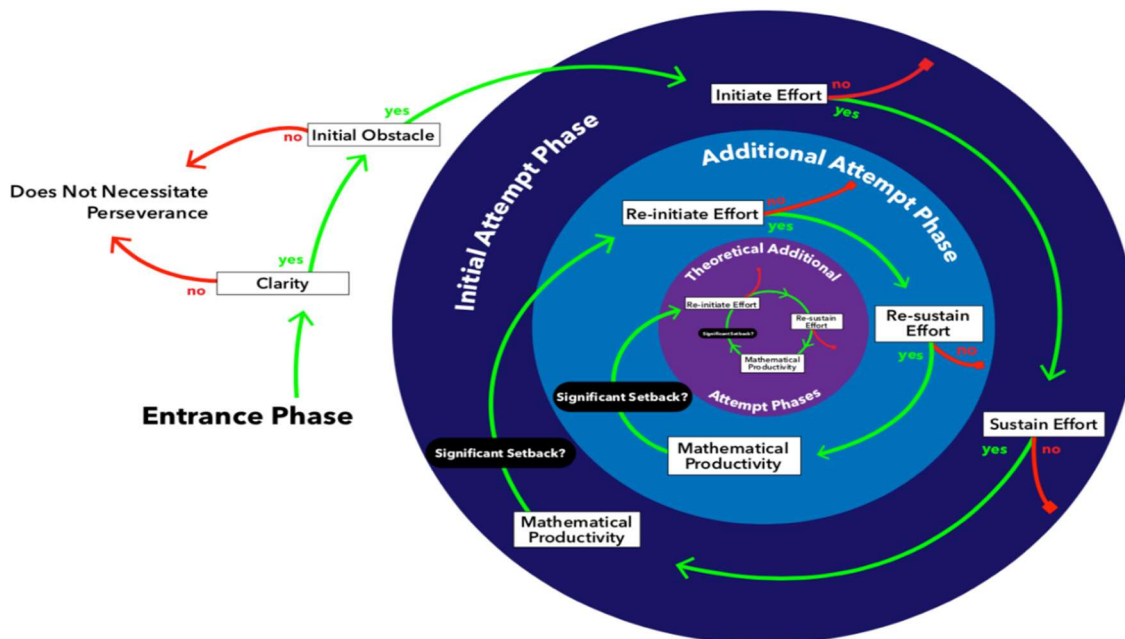 Entrance Phase
no
yes
Clarity
Does Not Necessitate
Perseverance
no
Initial Obstacle
yes
Initial Attempt Phase
Initiate Effort
no
yes
Sustain Effort
yes
no
Mathematical
Productivity
Significant Setback?
Additional Attempt Phase
Re-initiate Effort
no
yes
Re-sustain
Effort
yes
no
Mathematical
Productivity
Significant Setback?
Theoretical Additional
Attempt Phases
Re-initiate Effort
Re-sustain
Effort
Mathematical
Productivity
Significant Setback?